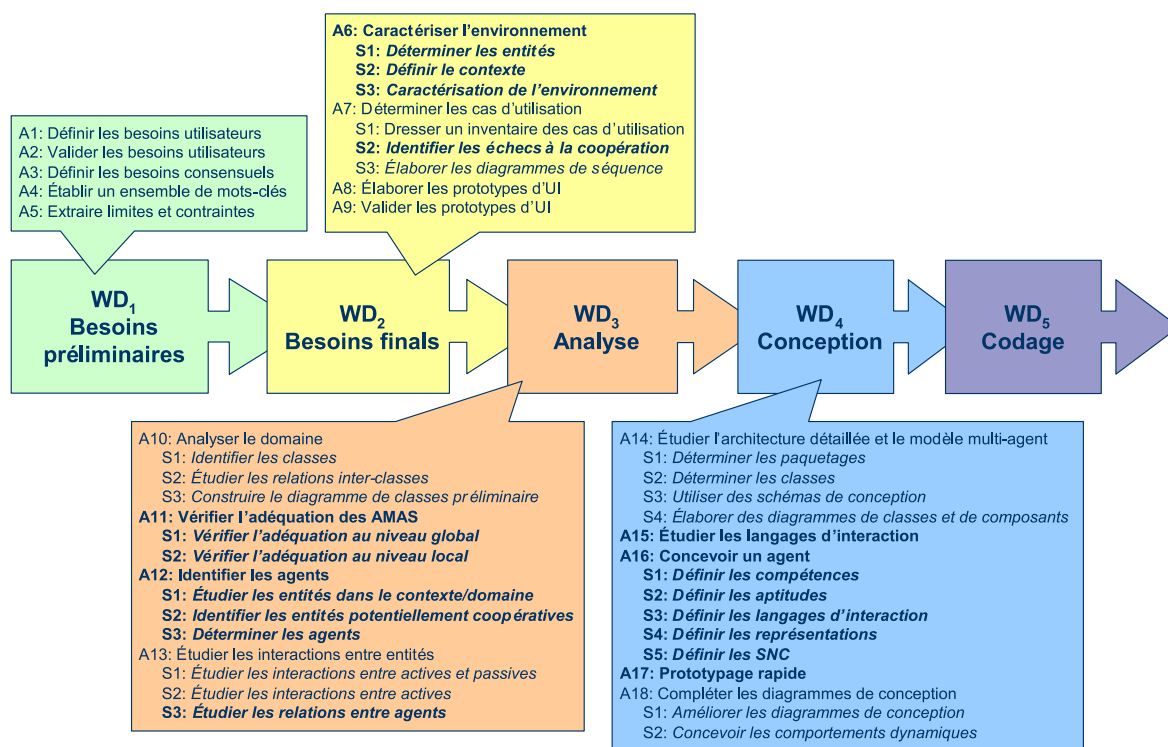 A6: Caractériser l'environnement
S1: Déterminer les entités
S2: Définir le contexte
S3: Caractérisation de l'environnement
A7: Déterminer les cas d'utilisation
S1: Dresser un inventaire des cas d'utilisation
S2: Identifier les échecs à la coopération
S3: Élaborer les diagrammes de séquence
A8: Élaborer les prototypes d'UI
A9: Valider les prototypes d'UI
A1: Définir les besoins utilisateurs
A2: Valider les besoins utilisateurs
A3: Définir les besoins consensuels
A4: Établir un ensemble de mots-clés
A5: Extraire limites et contraintes
WD1
Besoins
préliminaires
WD2
Besoins finals
WD3
Analyse
WD4
Conception
WD5
Codage
A10: Analyser le domaine
S1: Identifier les classes
S2: Étudier les relations inter-classes
S3: Construire le diagramme de classes préliminaire
A11: Vérifier l'adéquation des AMAS
S1: Vérifier l'adéquation au niveau global
S2: Vérifier l'adéquation au niveau local
A12: Identifier les agents
S1: Étudier les entités dans le contexte/domaine
S2: Identifier les entités potentiellement coopératives
S3: Déterminer les agents
A13: Étudier les interactions entre entités
S1: Étudier les interactions entre actives et passives
S2: Étudier les interactions entre actives
S3: Étudier les relations entre agents
A14: Étudier l'architecture détaillée et le modèle multi-agent
S1: Déterminer les paquetages
S2: Déterminer les classes
S3: Utiliser des schémas de conception
S4: Élaborer des diagrammes de classes et de composants
A15: Étudier les langages d'interaction
A16: Concevoir un agent
S1: Définir les compétences
S2: Définir les aptitudes
S3: Définir les langages d'interaction
S4: Définir les représentations
S5: Définir les SNC
A17: Prototypage rapide
A18: Compléter les diagrammes de conception
S1: Améliorer les diagrammes de conception
S2: Concevoir les comportements dynamiques